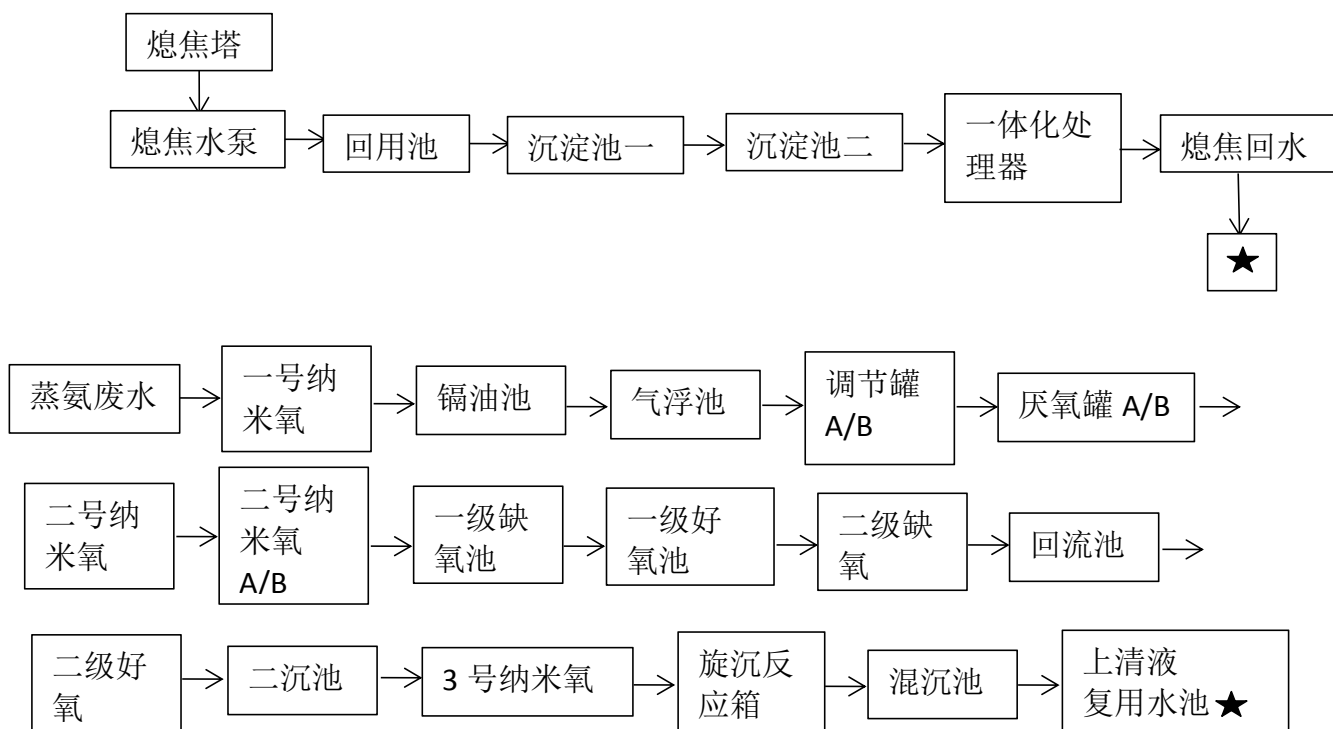 熄焦塔
熄焦水泵
回用池
沉淀池一
沉淀池二
一体化处
理器
熄焦回水
★
蒸氨废水
一号纳
米氧
镉油池
气浮池
调节罐
A/B
厌氧罐 A/B
二号纳
米氧
二号纳
米氧
A/B
一级缺
氧池
一级好
氧池
二级缺
氧
回流池
二级好
氧
二沉池
3 号纳米氧
旋沉反
应箱
混沉池
上清液
复用水池★